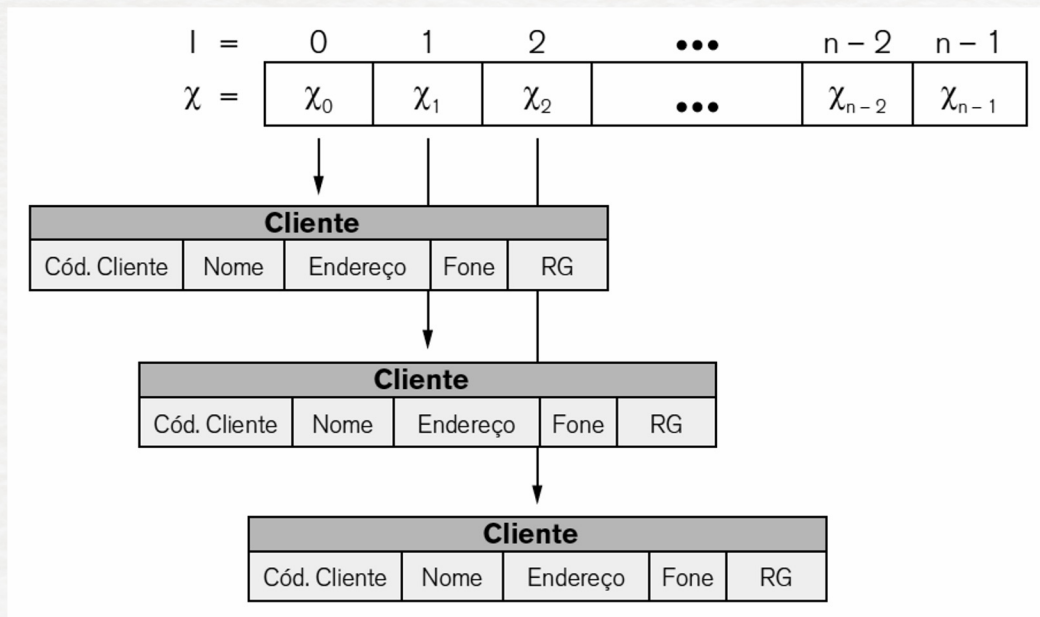 I = 0 1 2 ••• n – 2 n – 1
χ = χ₀ χ₁ χ₂ ••• χₙ₋₂ χₙ₋₁
Cliente
Cód. Cliente Nome Endereço Fone RG
Cliente
Cód. Cliente Nome Endereço Fone RG
Cliente
Cód. Cliente Nome Endereço Fone RG